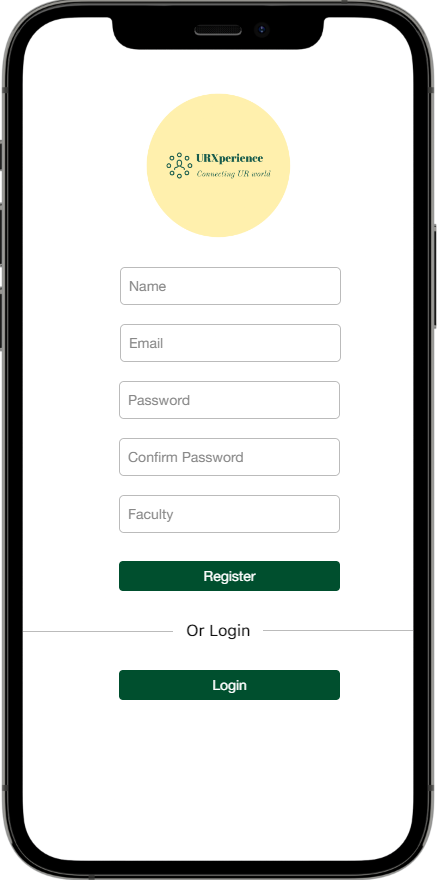 URXperience
Connecting UR world
Name
Email
Password
Confirm Password
Faculty
Register
Or Login
Login